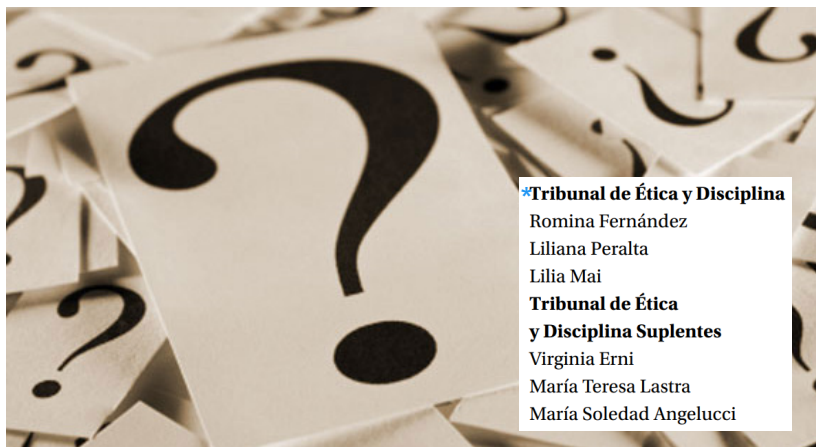 ?
*Tribunal de Ética y Disciplina
Romina Fernández
Liliana Peralta
Lilia Mai
Tribunal de Ética
y Disciplina Suplentes
Virginia Erni
María Teresa Lastra
María Soledad Angelucci